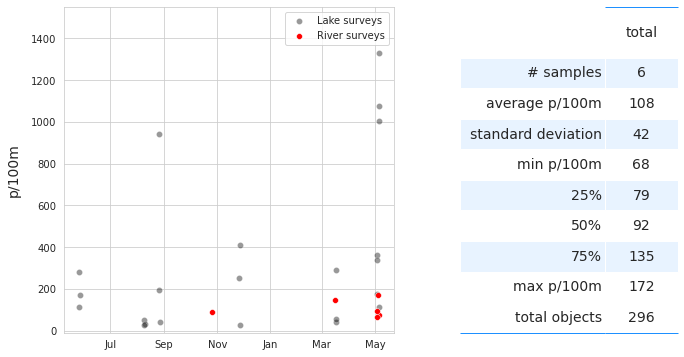 Lake surveys
River surveys
p/100m
1400
1200
1000
800
600
400
200
0
Jul Sep Nov Jan Mar May
total
# samples 6
average p/100m 108
standard deviation 42
min p/100m 68
25% 79
50% 92
75% 135
max p/100m 172
total objects 296